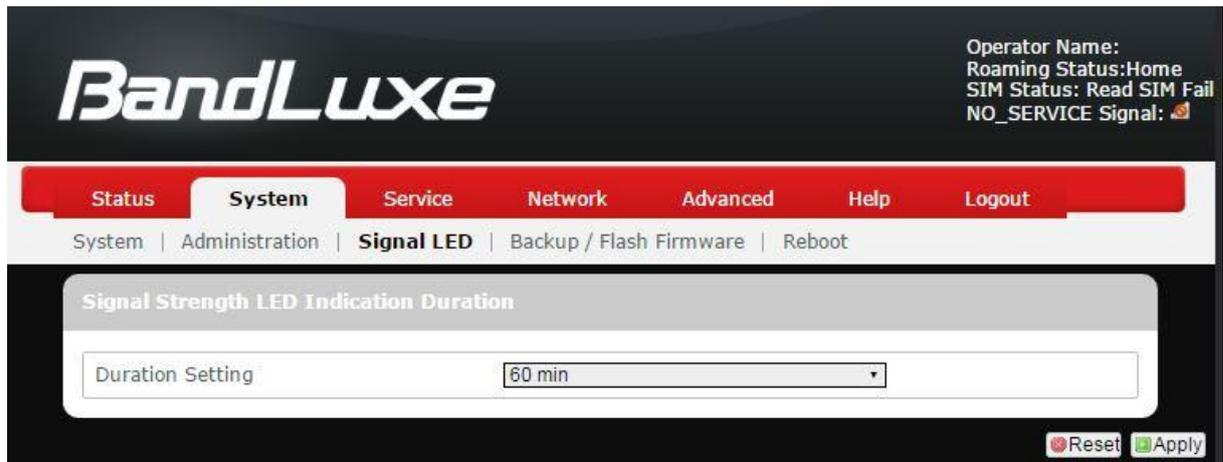 BandLuxe
Operator Name:
Roaming Status:Home
SIM Status: Read SIM Fail
NO_SERVICE Signal:
Status System Service Network Advanced Help Logout
System | Administration | Signal LED | Backup / Flash Firmware | Reboot
Signal Strength LED Indication Duration
Duration Setting 60 min
Reset Apply